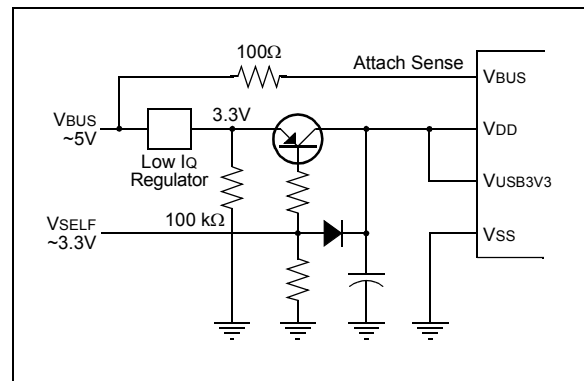 100Ω
Attach Sense
VBUS
VBUS
~5V
3.3V
VDD
Low IQ
Regulator
VUSB3V3
VSELF
~3.3V
100 kΩ
VSS